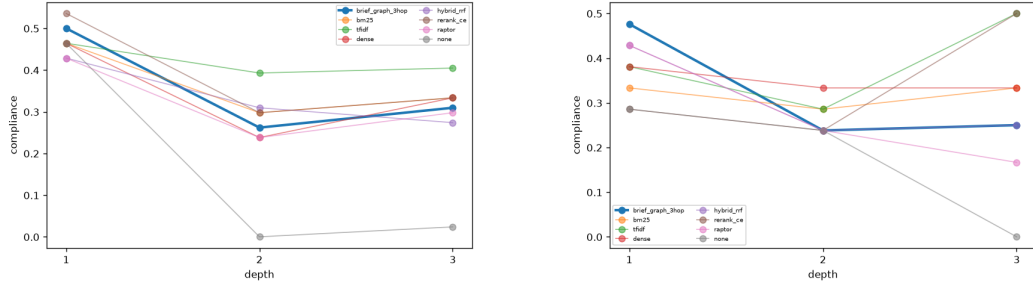 0.5
0.4
0.3
0.2
0.1
0.0
compliance
1 2 3
depth
brief_graph_3hop hybrid_rrf
bm25 rerank_ce
tfidf raptor
dense none
0.5
0.4
0.3
0.2
0.1
0.0
compliance
1 2 3
depth
brief_graph_3hop hybrid_rrf
bm25 rerank_ce
tfidf raptor
dense none